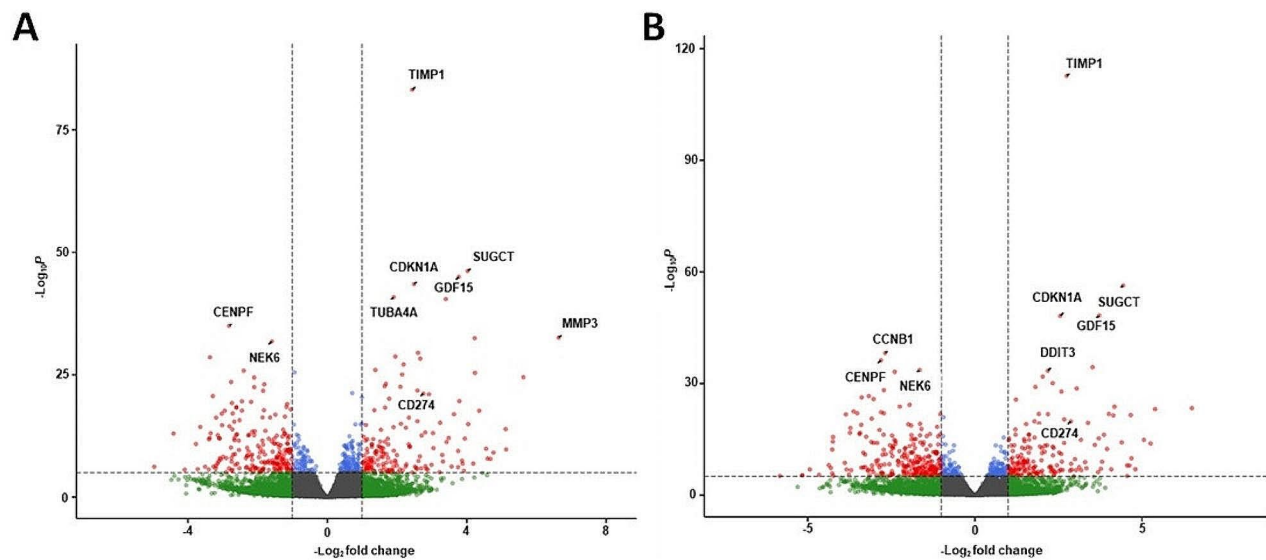 A
TIMP1
75
-Log₁₀P
50
SUGCT
CDKN1A
GDF15
TUBA4A
CENPF
MMP3
NEK6
25
CD274
0
-4
0
4
8
-Log₂ fold change
B
120
TIMP1
90
-Log₁₀P
60
CDKN1A
SUGCT
GDF15
CCNB1
DDIT3
CENPF
NEK6
30
CD274
0
-5
0
5
-Log₂ fold change